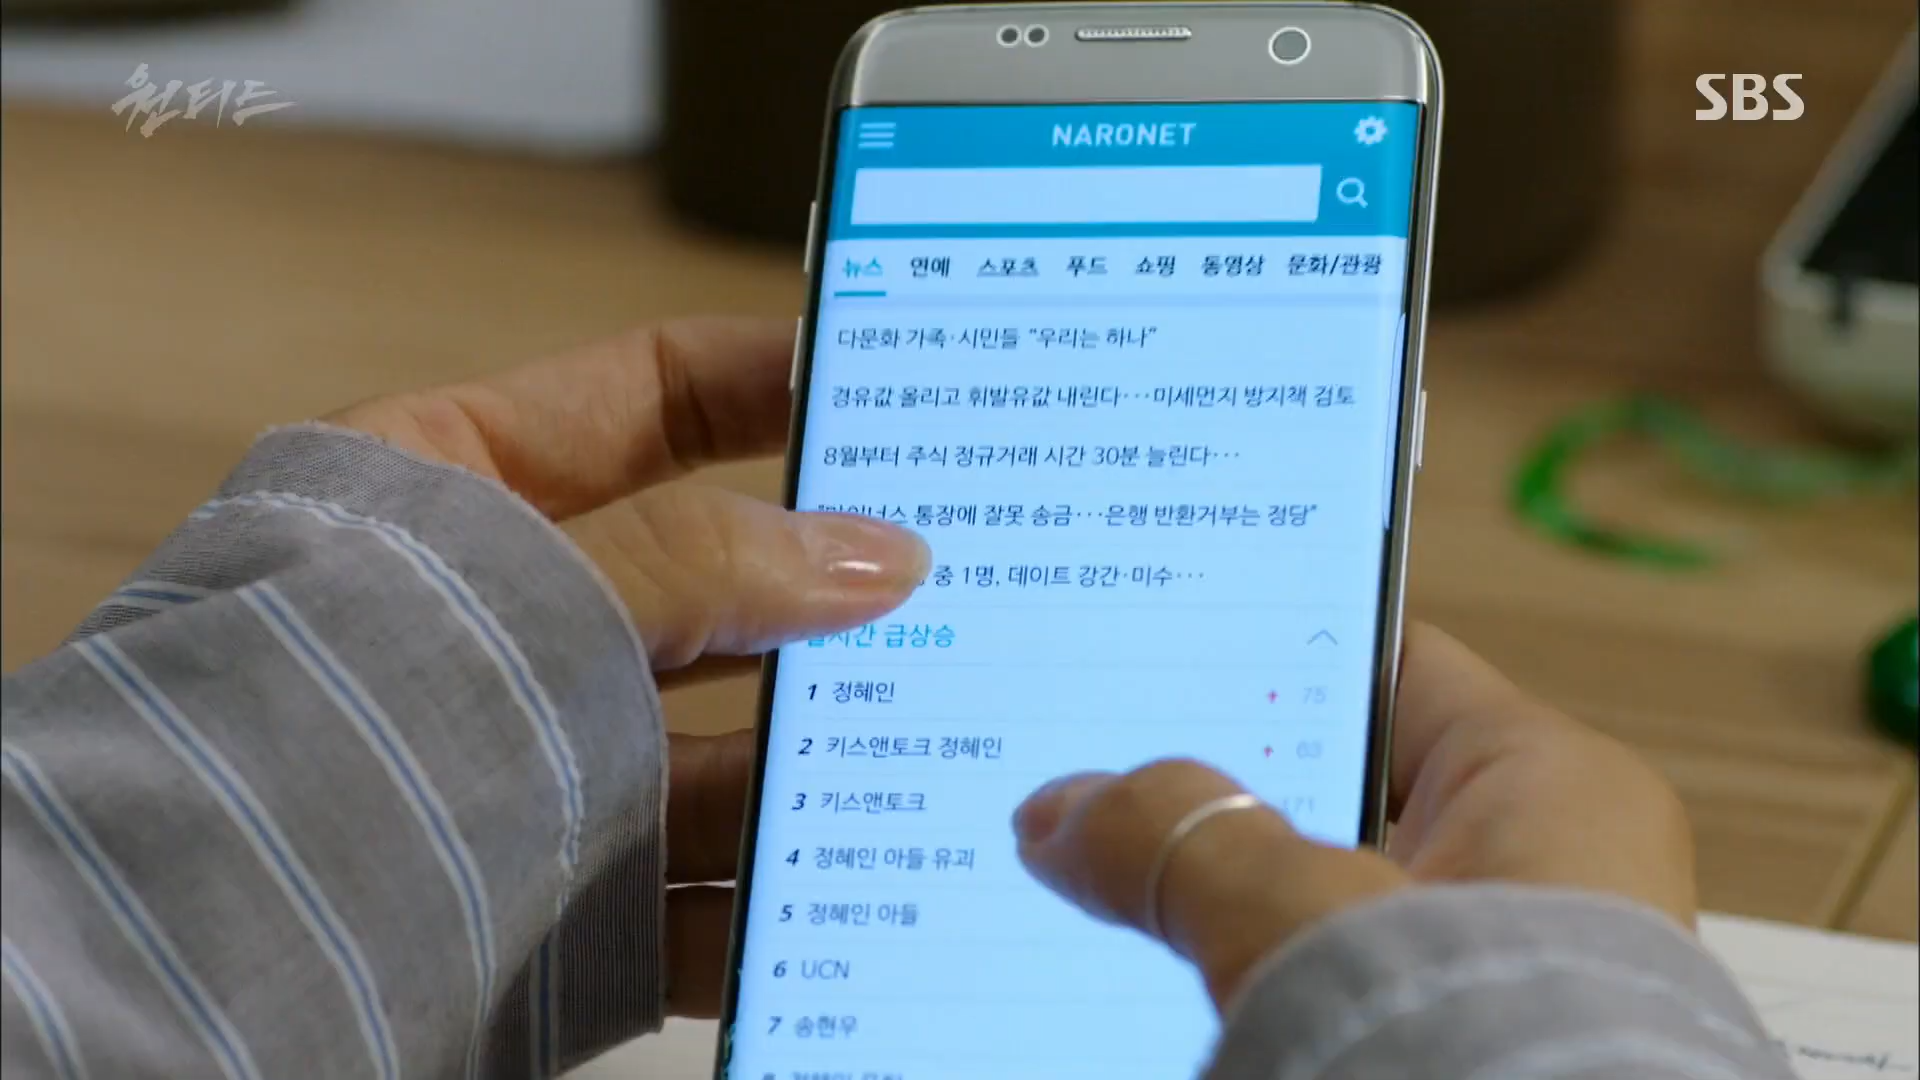 원티드
SBS
NARONET
뉴스 연예 스포츠 푸드 쇼핑 동영상 문화/관광
다문화 가족·시민들 "우리는 하나"
경유값 올리고 휘발유값 내린다···미세먼지 방지책 검토
8월부터 주식 정규거래 시간 30분 늘린다···
통장에 잘못 송금···은행 반환거부는 정당"
중 1명, 데이트 강간·미수···
급상승
1 정혜인 75
2 키스앤토크 정혜인 63
3 키스앤토크 171
4 정혜인 아들 유괴
5 정혜인 아들
6 UCN
7 송현우